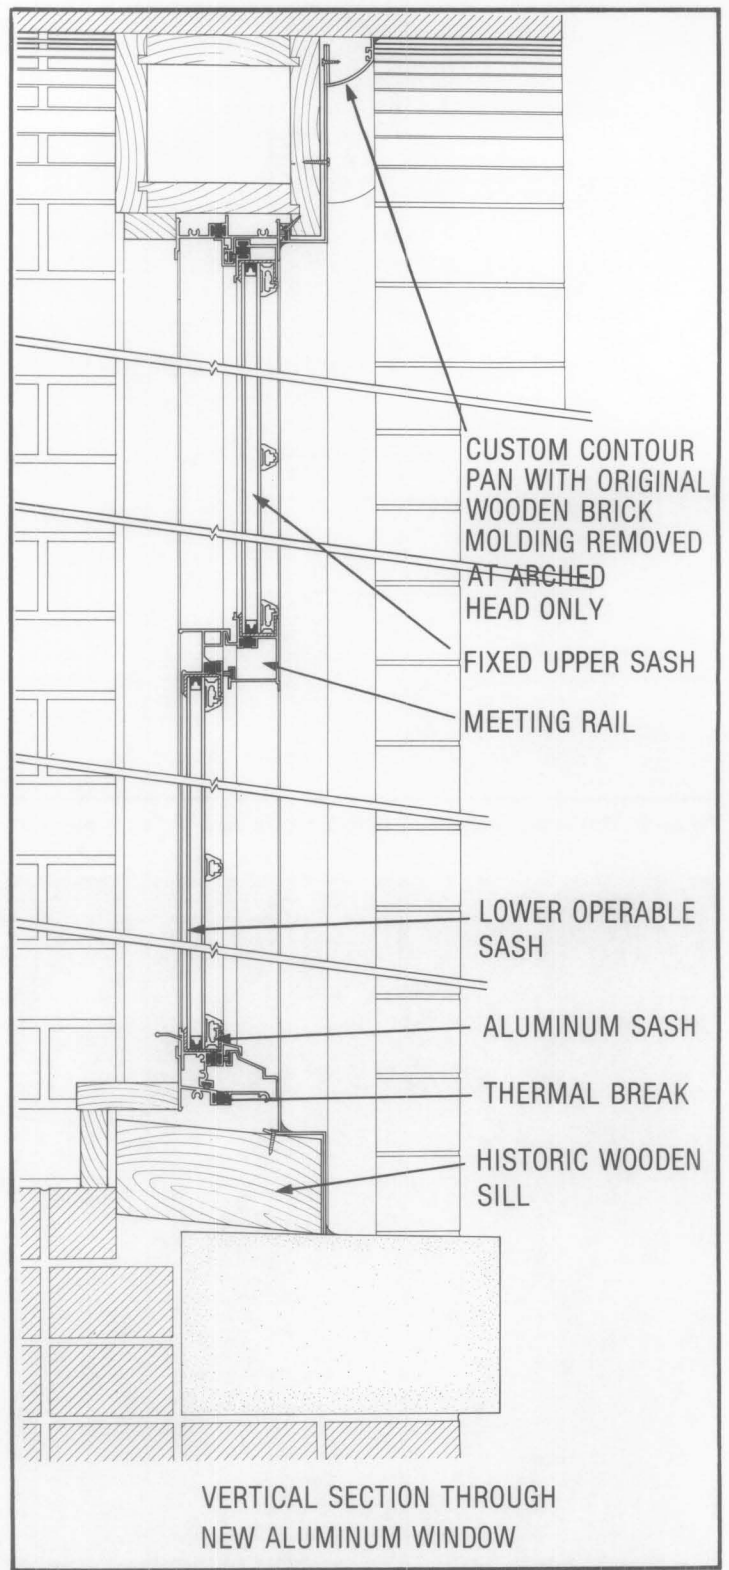 CUSTOM CONTOUR
PAN WITH ORIGINAL
WOODEN BRICK
MOLDING REMOVED
AT ARCHED
HEAD ONLY
FIXED UPPER SASH
MEETING RAIL
LOWER OPERABLE
SASH
ALUMINUM SASH
THERMAL BREAK
HISTORIC WOODEN
SILL
VERTICAL SECTION THROUGH
NEW ALUMINUM WINDOW